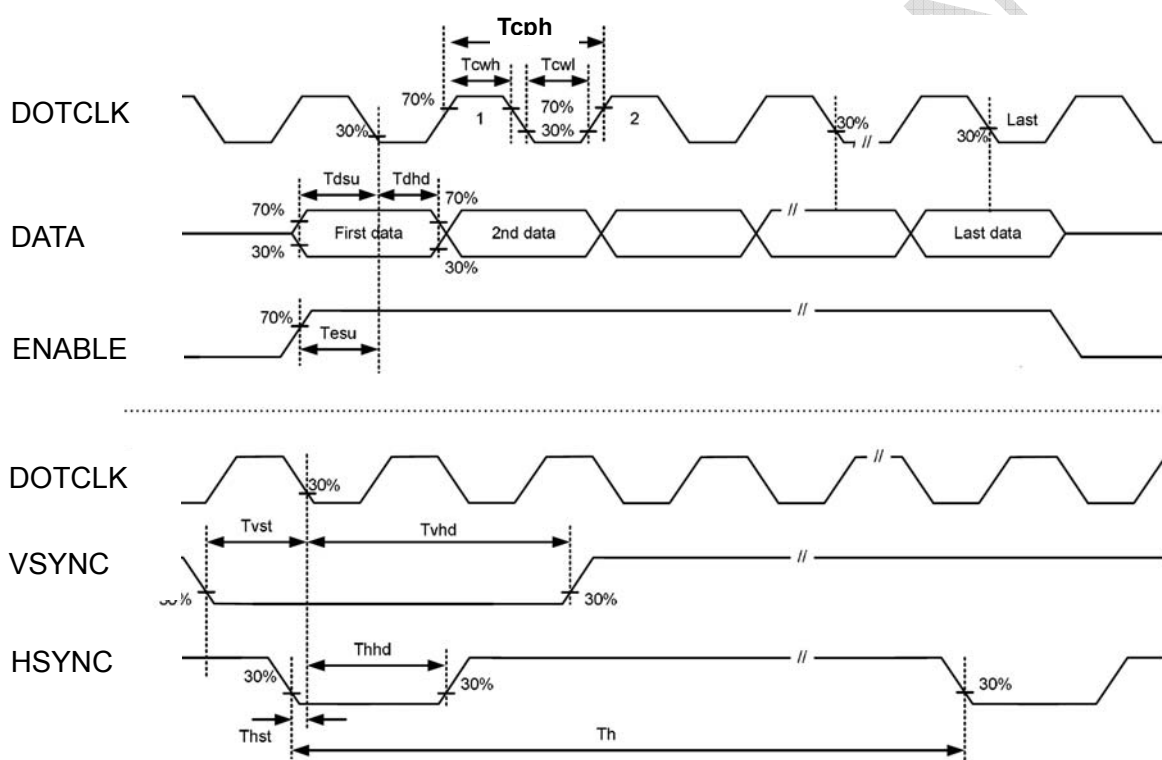 Tcph
Tcwh Tcwl
DOTCLK
70% 70%
1 2
30% 30% 30% 30% Last
//
Tdsu Tdhd
70% 70%
//
DATA
First data 2nd data Last data
30% 30%
70% //
Tesu
ENABLE
//
DOTCLK
30%
Tvst Tvhd
VSYNC
//
% 30%
HSYNC
Thhd //
30% 30% 30%
Thst Th